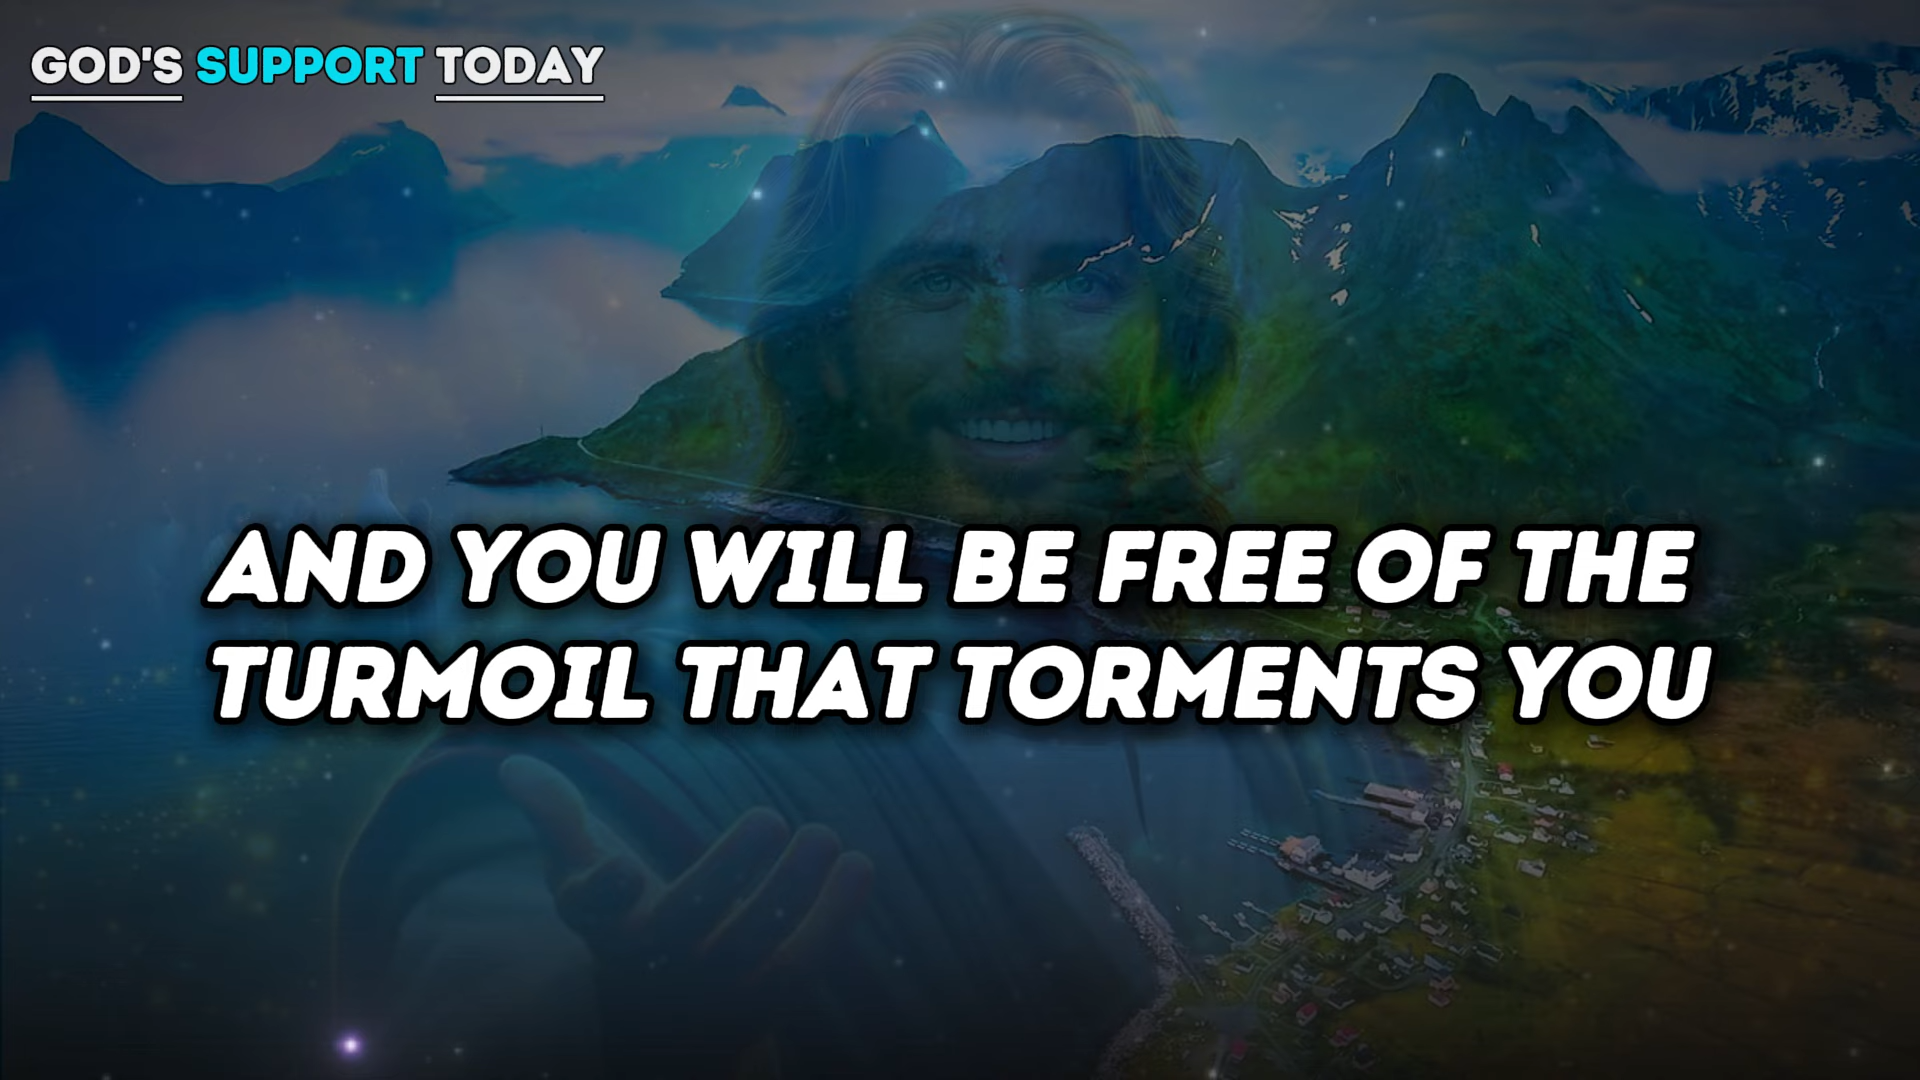 GOD'S SUPPORT TODAY
AND YOU WILL BE FREE OF THE
TURMOIL THAT TORMENTS YOU